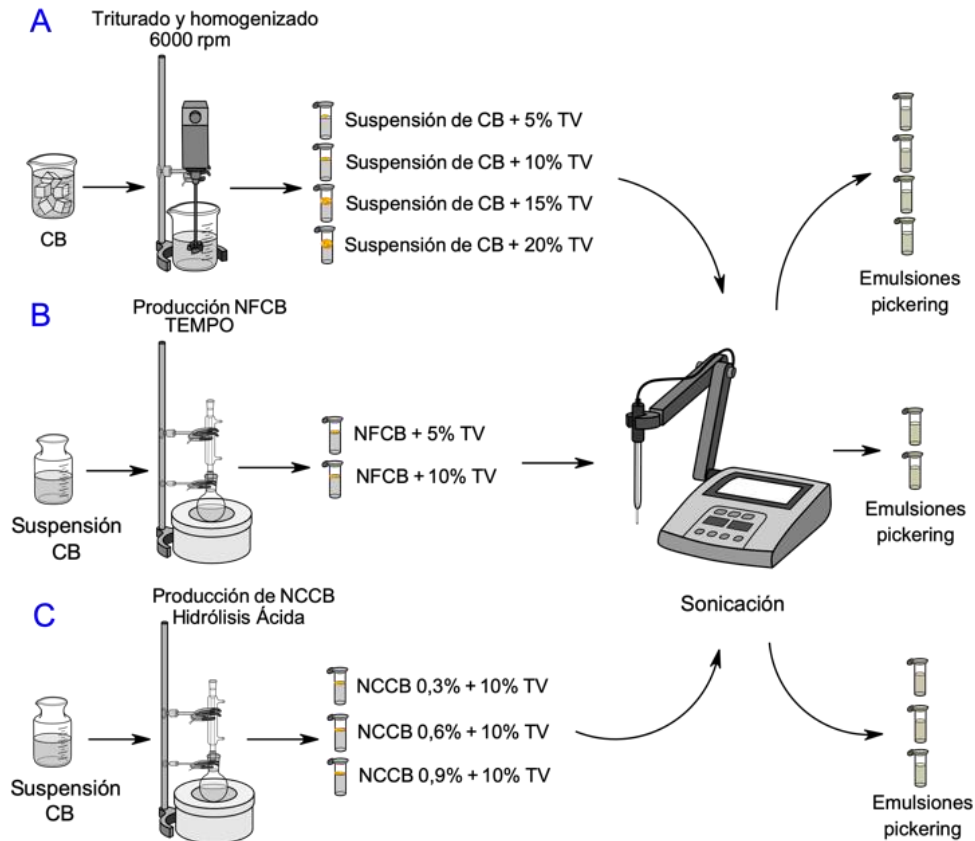 A
Triturado y homogenizado
6000 rpm
CB
Suspensión de CB + 5% TV
Suspensión de CB + 10% TV
Suspensión de CB + 15% TV
Suspensión de CB + 20% TV
Emulsiones
pickering
B
Producción NFCB
TEMPO
Suspensión
CB
NFCB + 5% TV
NFCB + 10% TV
Sonicación
Emulsiones
pickering
C
Producción de NCCB
Hidrólisis Ácida
Suspensión
CB
NCCB 0,3% + 10% TV
NCCB 0,6% + 10% TV
NCCB 0,9% + 10% TV
Emulsiones
pickering